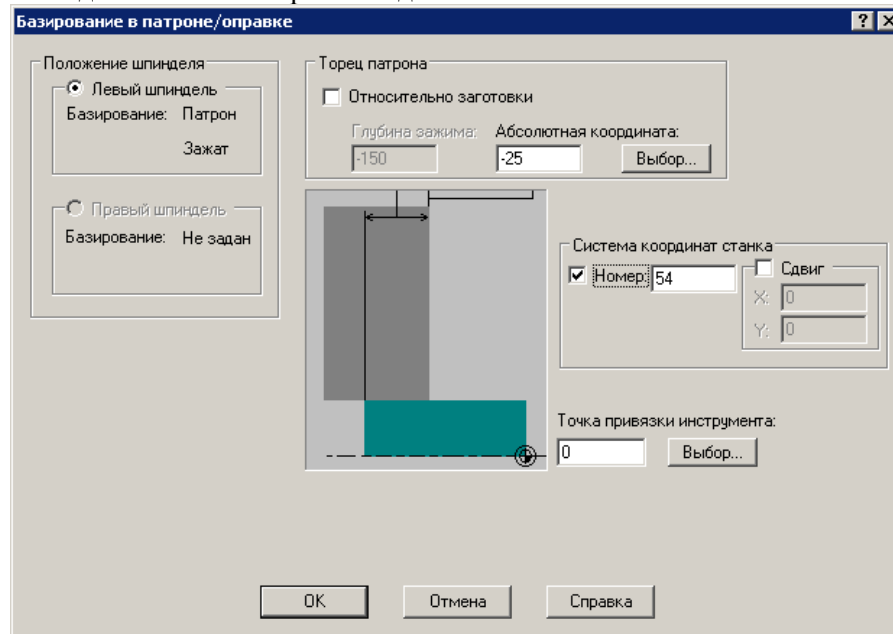 Базирование в патроне/оправке
Положение шпинделя
Левый шпиндель
Базирование: Патрон
Зажат
Правый шпиндель
Базирование: Не задан
Торец патрона
Относительно заготовки
Глубина зажима: Абсолютная координата:
-150 -25 Выбор...
Система координат станка
Номер: 54
Сдвиг
X: 0
Y: 0
Точка привязки инструмента:
0 Выбор...
OK Отмена Справка